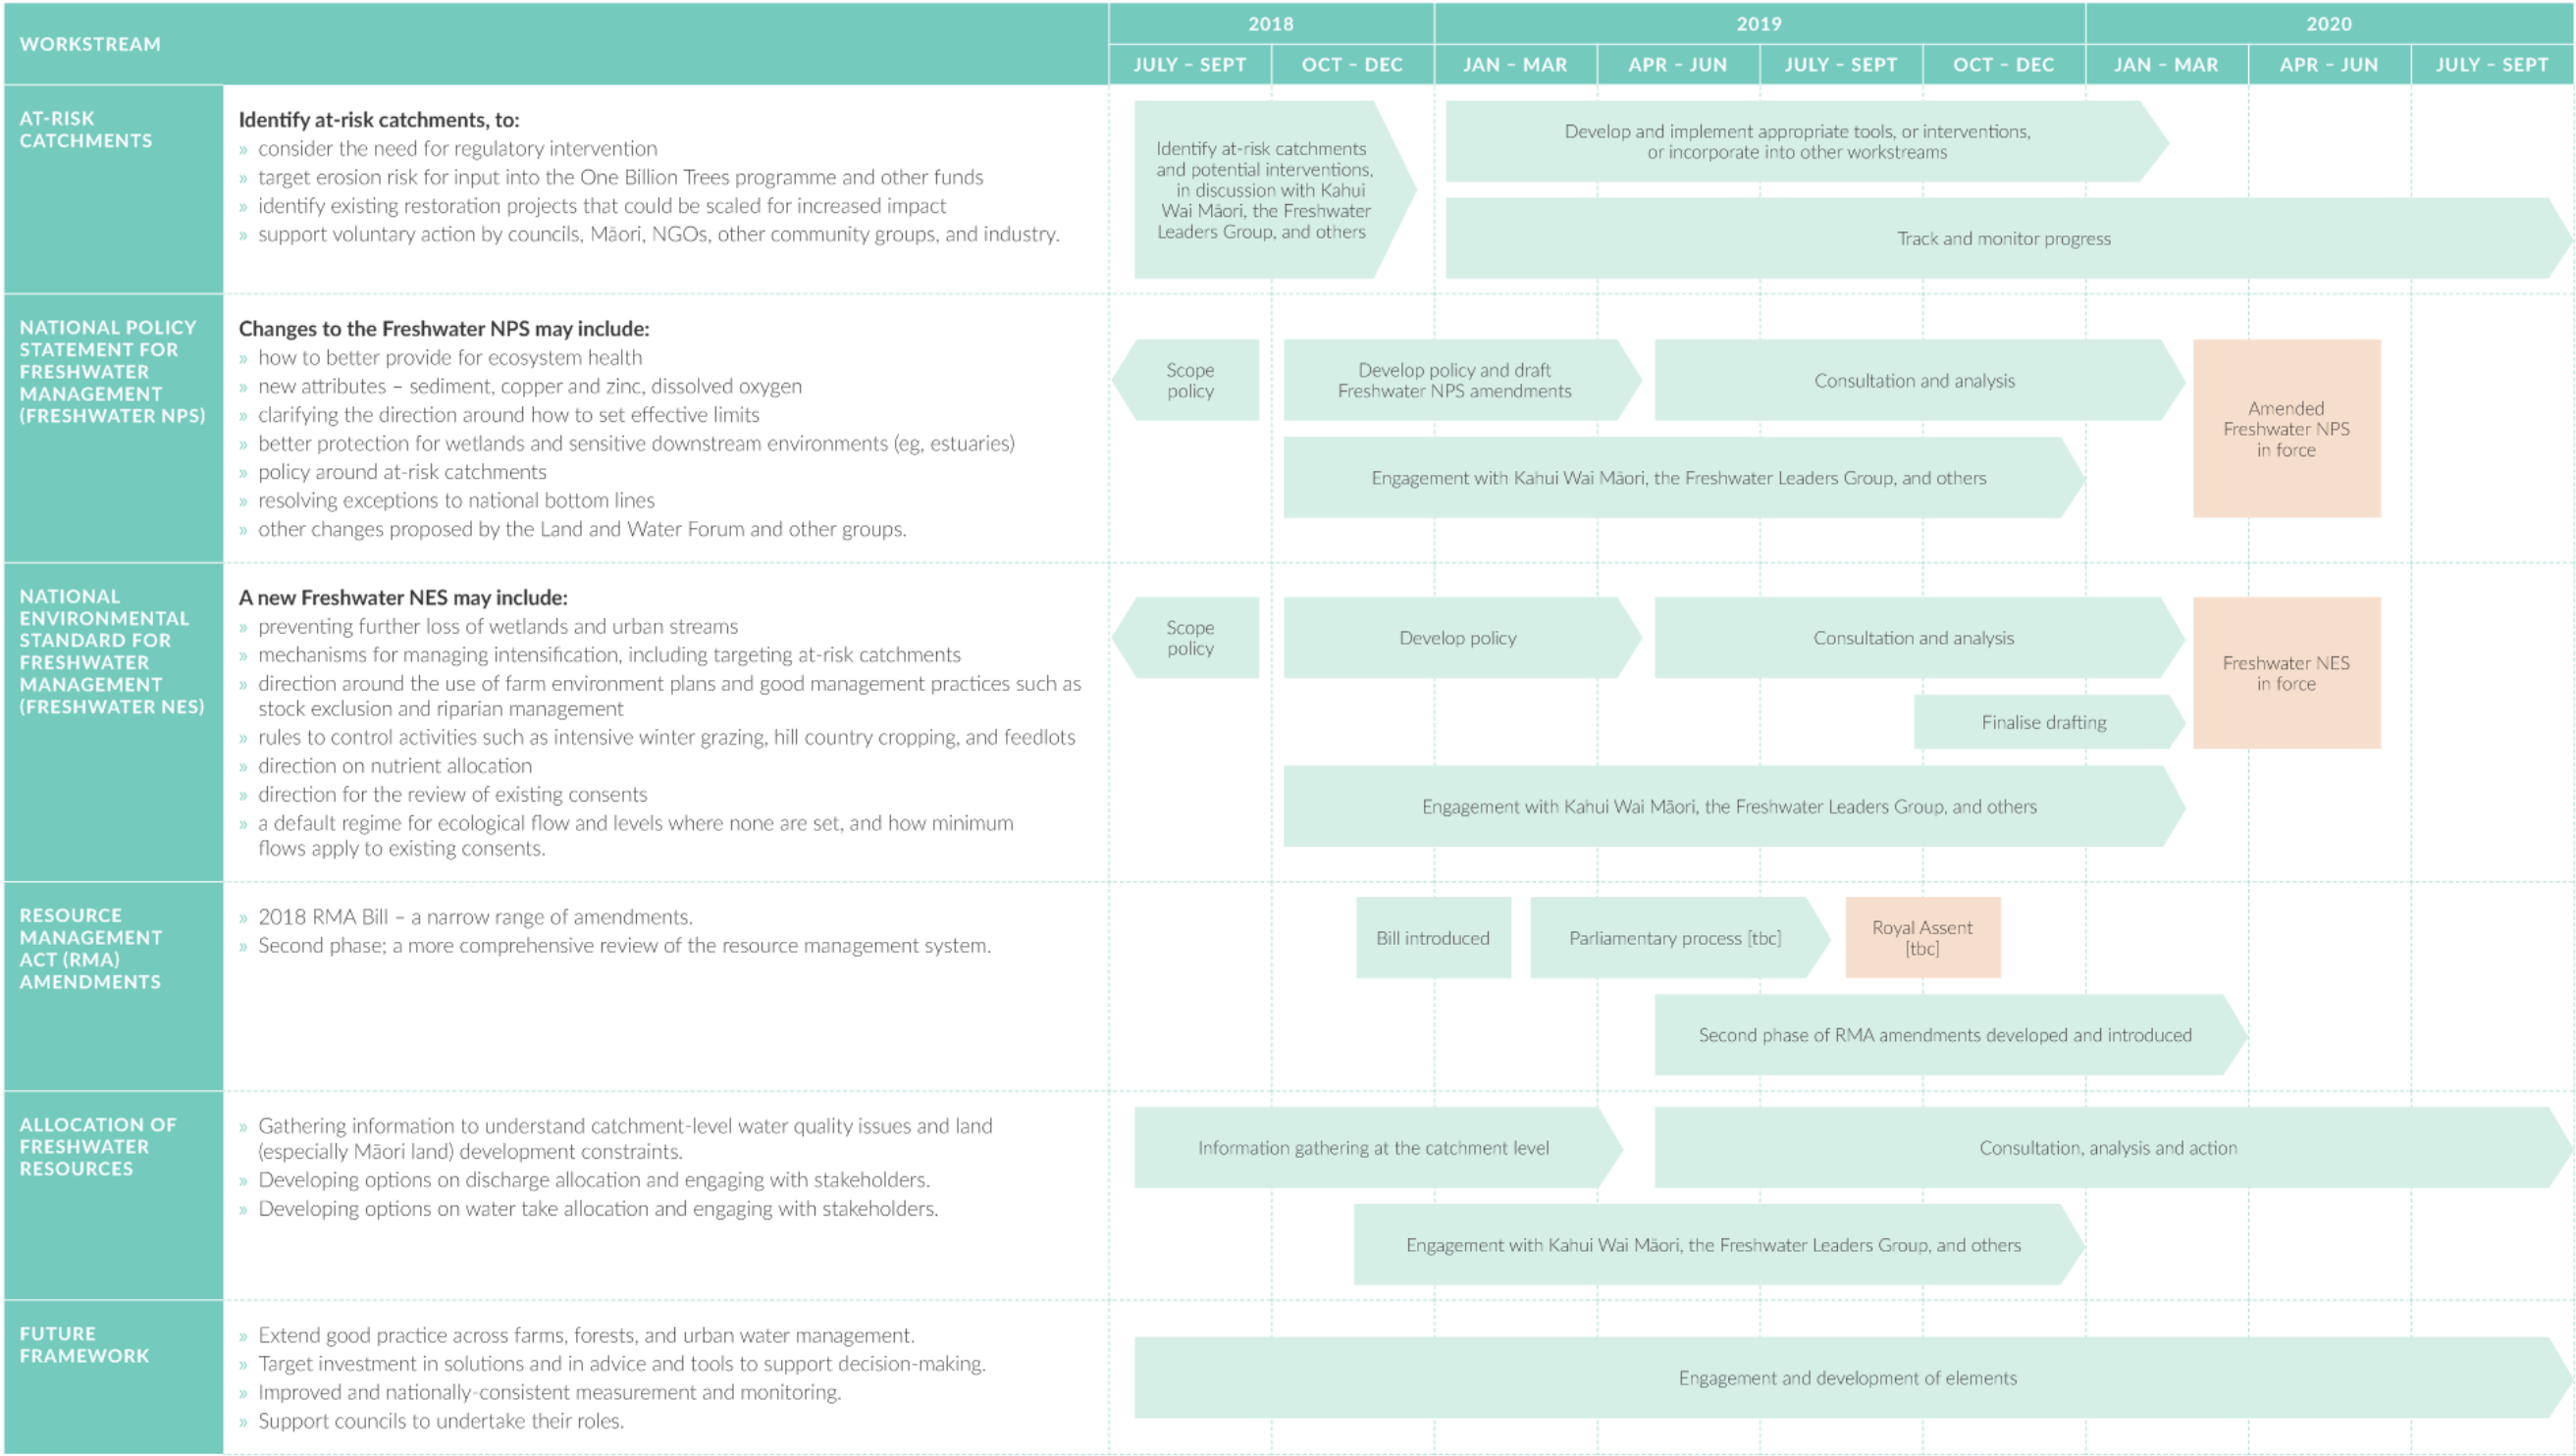 WORKSTREAM
2018
2019
2020
JULY – SEPT
OCT – DEC
JAN – MAR
APR – JUN
JULY – SEPT
OCT – DEC
JAN – MAR
APR – JUN
JULY – SEPT
AT-RISK
CATCHMENTS
Identify at-risk catchments, to:
» consider the need for regulatory intervention
» target erosion risk for input into the One Billion Trees programme and other funds
» identify existing restoration projects that could be scaled for increased impact
» support voluntary action by councils, Māori, NGOs, other community groups, and industry.
Identify at-risk catchments
and potential interventions,
in discussion with Kahui
Wai Māori, the Freshwater
Leaders Group, and others
Develop and implement appropriate tools, or interventions,
or incorporate into other workstreams
Track and monitor progress
NATIONAL POLICY
STATEMENT FOR
FRESHWATER
MANAGEMENT
(FRESHWATER NPS)
Changes to the Freshwater NPS may include:
» how to better provide for ecosystem health
» new attributes – sediment, copper and zinc, dissolved oxygen
» clarifying the direction around how to set effective limits
» better protection for wetlands and sensitive downstream environments (eg, estuaries)
» policy around at-risk catchments
» resolving exceptions to national bottom lines
» other changes proposed by the Land and Water Forum and other groups.
Scope
policy
Develop policy and draft
Freshwater NPS amendments
Consultation and analysis
Amended
Freshwater NPS
in force
Engagement with Kahui Wai Māori, the Freshwater Leaders Group, and others
NATIONAL
ENVIRONMENTAL
STANDARD FOR
FRESHWATER
MANAGEMENT
(FRESHWATER NES)
A new Freshwater NES may include:
» preventing further loss of wetlands and urban streams
» mechanisms for managing intensification, including targeting at-risk catchments
» direction around the use of farm environment plans and good management practices such as
stock exclusion and riparian management
» rules to control activities such as intensive winter grazing, hill country cropping, and feedlots
» direction on nutrient allocation
» direction for the review of existing consents
» a default regime for ecological flow and levels where none are set, and how minimum
flows apply to existing consents.
Scope
policy
Develop policy
Consultation and analysis
Freshwater NES
in force
Finalise drafting
Engagement with Kahui Wai Māori, the Freshwater Leaders Group, and others
RESOURCE
MANAGEMENT
ACT (RMA)
AMENDMENTS
» 2018 RMA Bill – a narrow range of amendments.
» Second phase; a more comprehensive review of the resource management system.
Bill introduced
Parliamentary process [tbc]
Royal Assent
[tbc]
Second phase of RMA amendments developed and introduced
ALLOCATION OF
FRESHWATER
RESOURCES
» Gathering information to understand catchment-level water quality issues and land
(especially Māori land) development constraints.
» Developing options on discharge allocation and engaging with stakeholders.
» Developing options on water take allocation and engaging with stakeholders.
Information gathering at the catchment level
Consultation, analysis and action
Engagement with Kahui Wai Māori, the Freshwater Leaders Group, and others
FUTURE
FRAMEWORK
» Extend good practice across farms, forests, and urban water management.
» Target investment in solutions and in advice and tools to support decision-making.
» Improved and nationally-consistent measurement and monitoring.
» Support councils to undertake their roles.
Engagement and development of elements